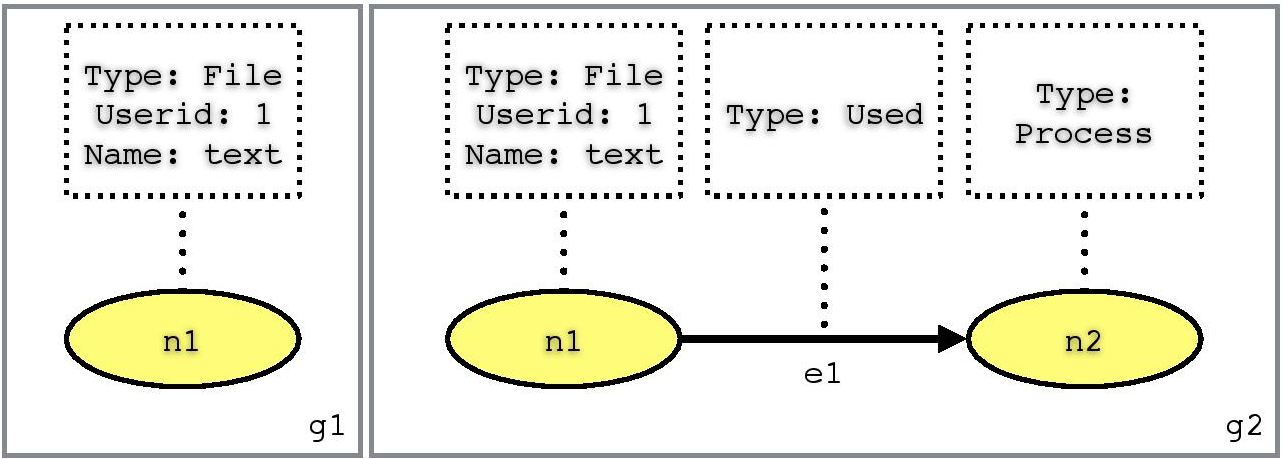 Type: File
Userid: 1
Name: text
n1
g1
Type: File
Userid: 1
Name: text
Type: Used
Type:
Process
n1
e1
n2
g2